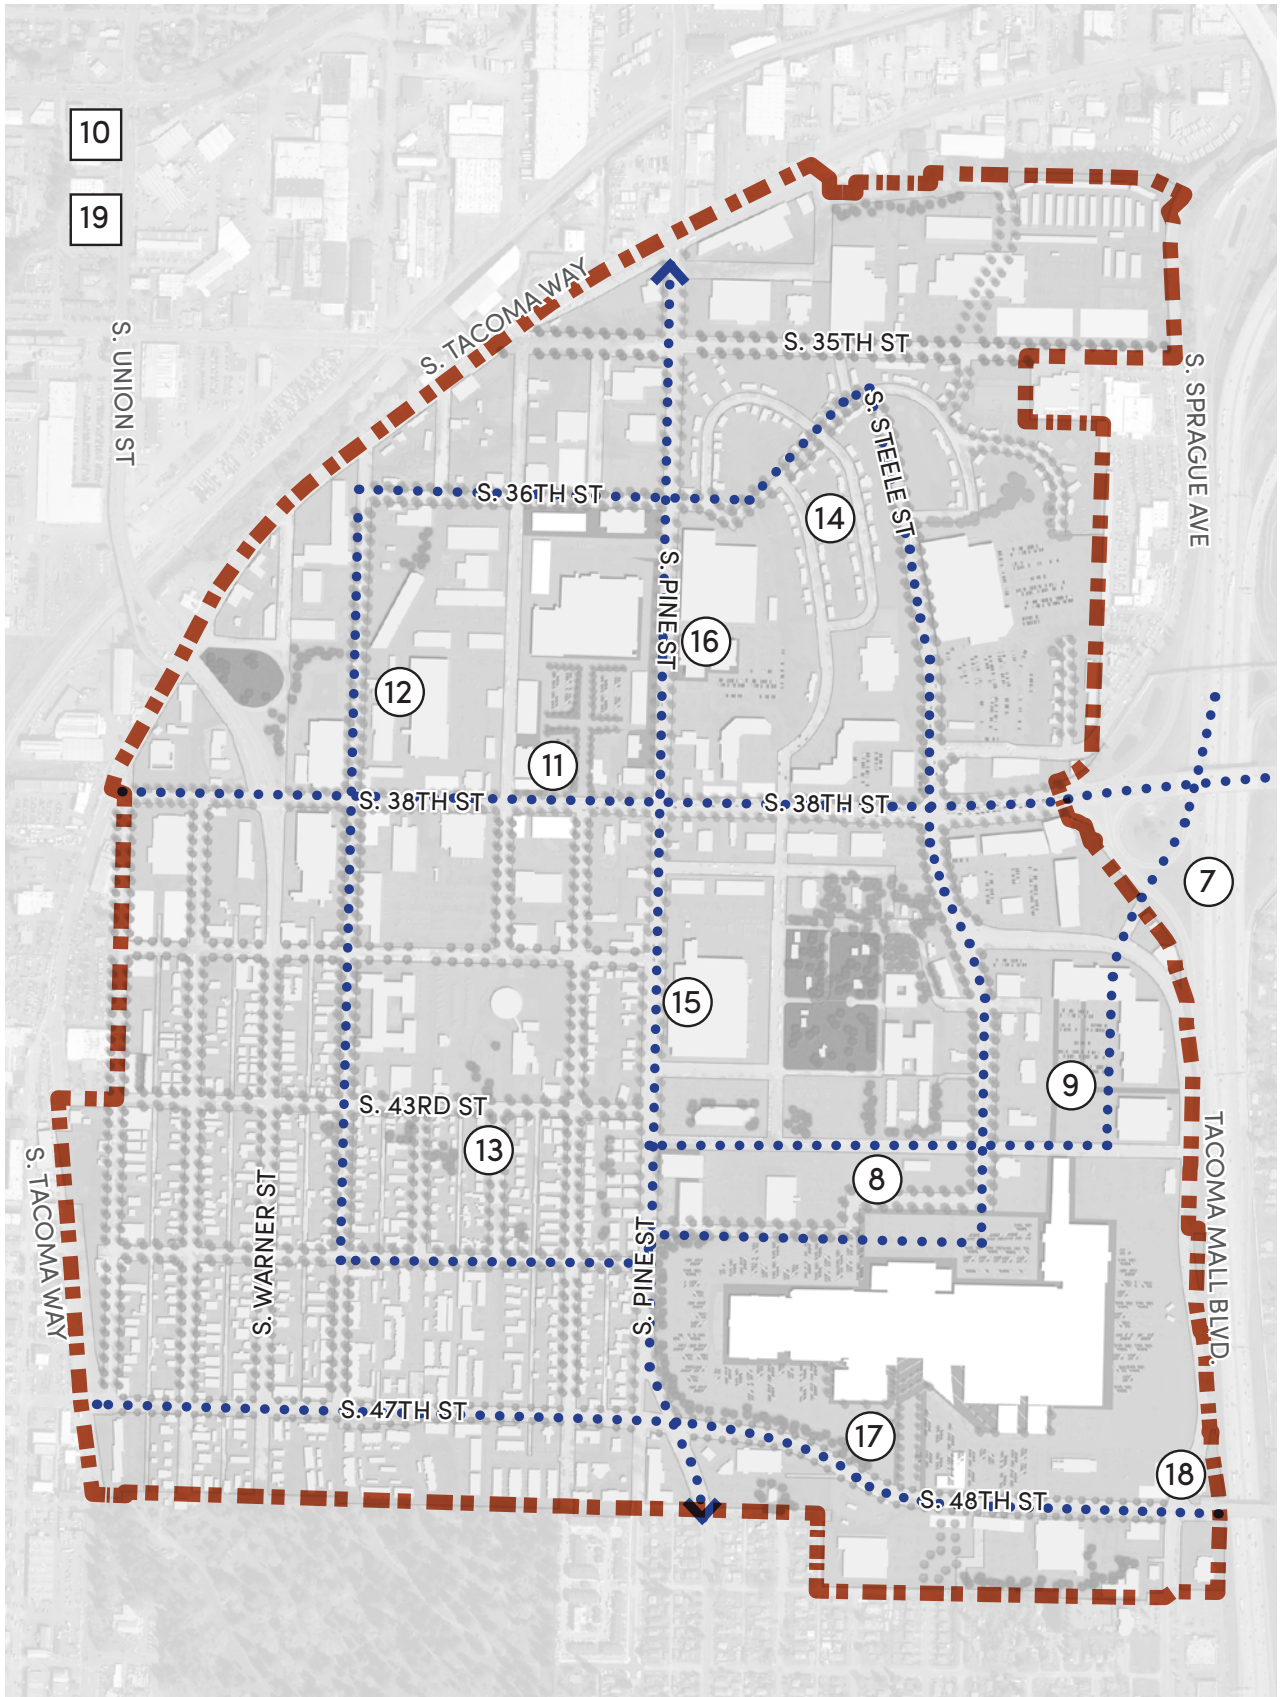 10
19
S. TACOMA WAY
S. UNION ST
S. 35TH ST
S. SPRAGUE AVE
S. STEELE ST
S. 36TH ST
14
S. PINE ST
16
12
11
S. 38TH ST
S. 38TH ST
7
15
9
S. 43RD ST
13
8
S. TACOMA WAY
S. WARNER ST
S. PINE ST
TACOMA MALL BLVD.
S. 47TH ST
17
18
S. 48TH ST